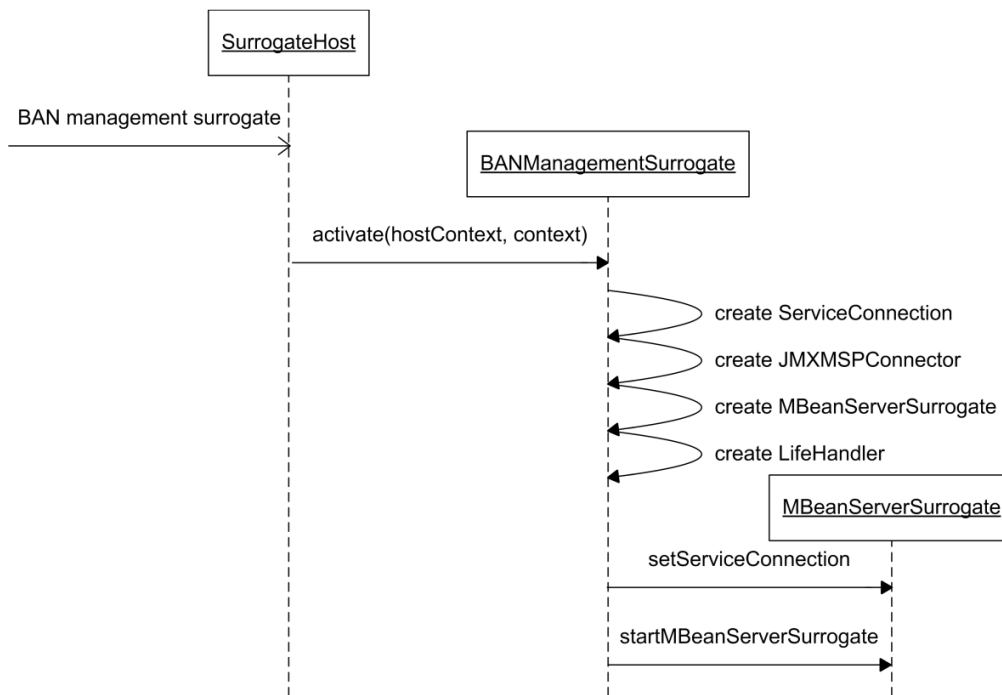 SurrogateHost
BAN management surrogate
BANManagementSurrogate
activate(hostContext, context)
create ServiceConnection
create JMXMSPConnector
create MBeanServerSurrogate
create LifeHandler
MBeanServerSurrogate
setServiceConnection
startMBeanServerSurrogate